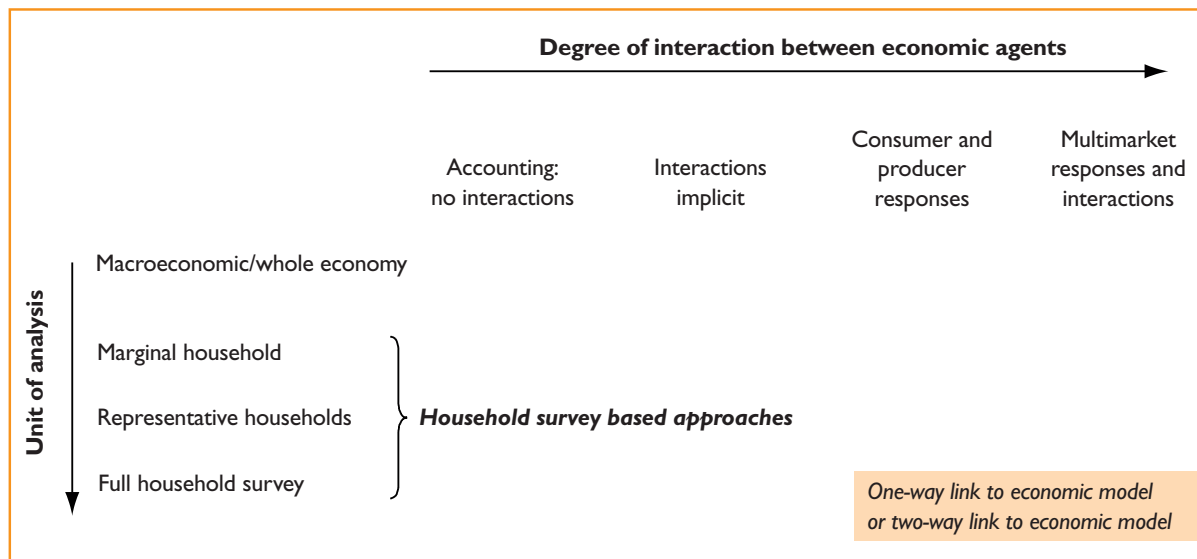 Degree of interaction between economic agents
Accounting:
no interactions
Interactions
implicit
Consumer and
producer
responses
Multimarket
responses and
interactions
Unit of analysis
Macroeconomic/whole economy
Marginal household
Representative households
Full household survey
Household survey based approaches
One-way link to economic model
or two-way link to economic model